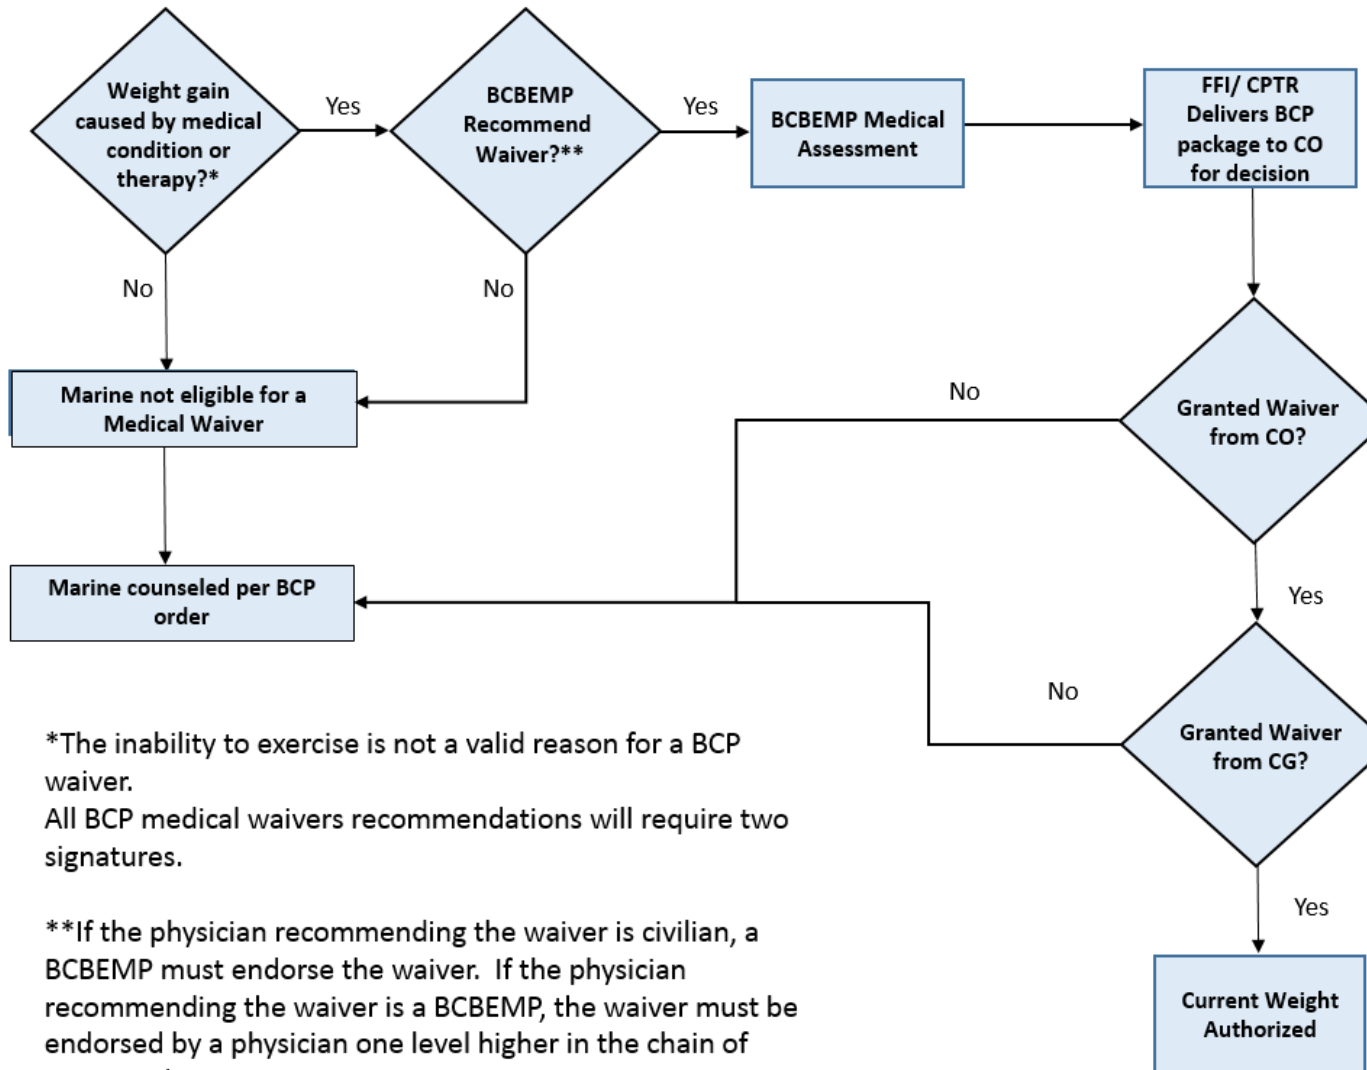 Weight gain
caused by medical
condition or
therapy?*
Yes
BCBEMP
Recommend
Waiver?**
Yes
BCBEMP Medical
Assessment
FFI/ CPTR
Delivers BCP
package to CO
for decision
No
No
Marine not eligible for a
Medical Waiver
No
Granted Waiver
from CO?
Marine counseled per BCP
order
Yes
No
Granted Waiver
from CG?
*The inability to exercise is not a valid reason for a BCP
waiver.
All BCP medical waivers recommendations will require two
signatures.
Yes
**If the physician recommending the waiver is civilian, a
BCBEMP must endorse the waiver.  If the physician
recommending the waiver is a BCBEMP, the waiver must be
endorsed by a physician one level higher in the chain of
Current Weight
Authorized